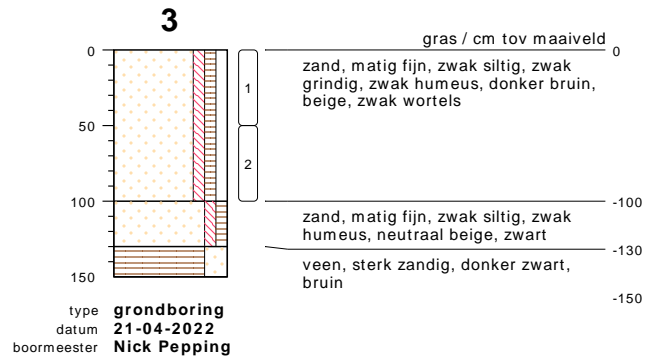 3
gras / cm tov maaiveld
0
0
zand, matig fijn, zwak siltig, zwak
grindig, zwak humeus, donker bruin,
beige, zwak wortels
1
50
2
100
-100
zand, matig fijn, zwak siltig, zwak
humeus, neutraal beige, zwart
-130
veen, sterk zandig, donker zwart,
bruin
150
-150
type grondboring
datum 21-04-2022
boormeester Nick Pepping